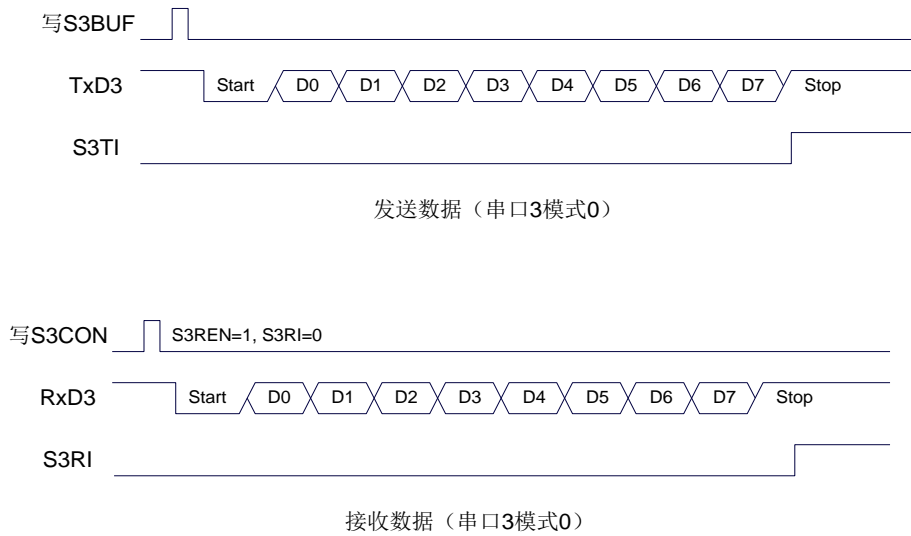 写S3BUF
TxD3 Start D0 D1 D2 D3 D4 D5 D6 D7 Stop
S3TI
发送数据（串口3模式0）
写S3CON S3REN=1, S3RI=0
RxD3 Start D0 D1 D2 D3 D4 D5 D6 D7 Stop
S3RI
接收数据（串口3模式0）